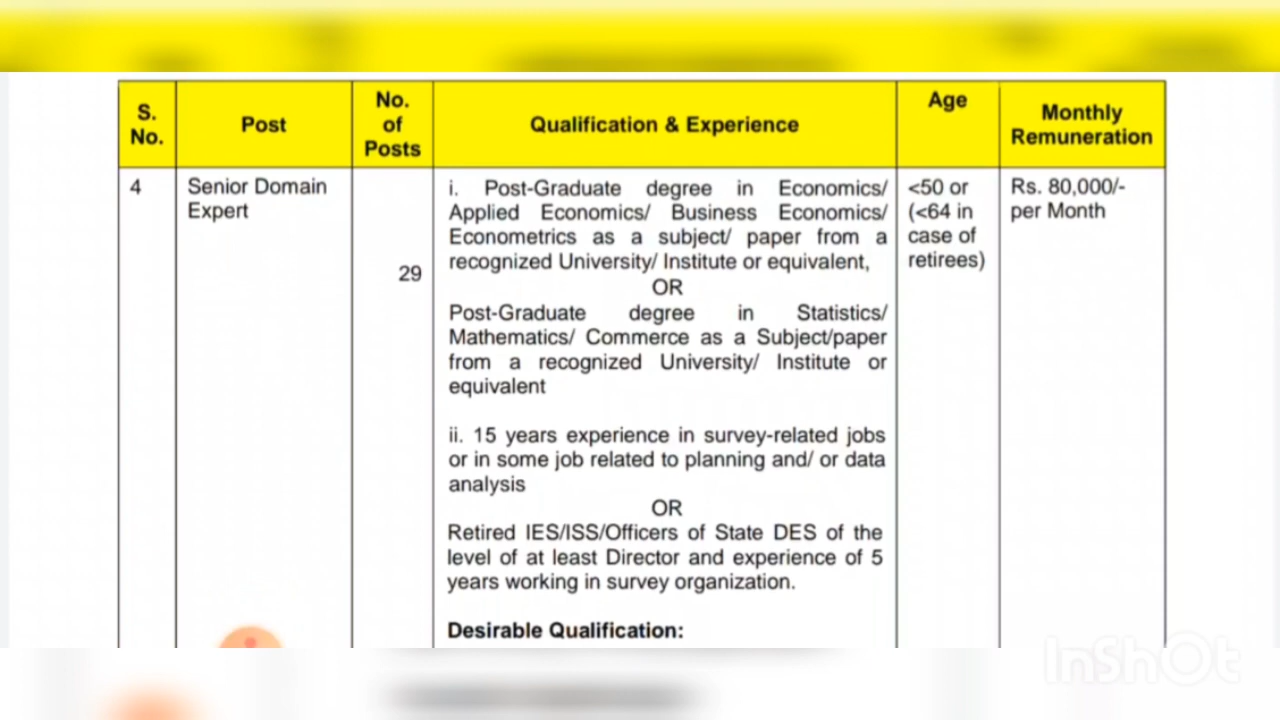 S. No.
Post
No. of Posts
Qualification & Experience
Age
Monthly Remuneration
4
Senior Domain
Expert
29
i. Post-Graduate degree in Economics/
Applied Economics/ Business Economics/
Econometrics as a subject/ paper from a
recognized University/ Institute or equivalent,
OR
Post-Graduate degree in Statistics/
Mathematics/ Commerce as a Subject/paper
from a recognized University/ Institute or
equivalent
ii. 15 years experience in survey-related jobs
or in some job related to planning and/ or data
analysis
OR
Retired IES/ISS/Officers of State DES of the
level of at least Director and experience of 5
years working in survey organization.
Desirable Qualification:
<50 or
(<64 in
case of
retirees)
Rs. 80,000/-
per Month
InShOt